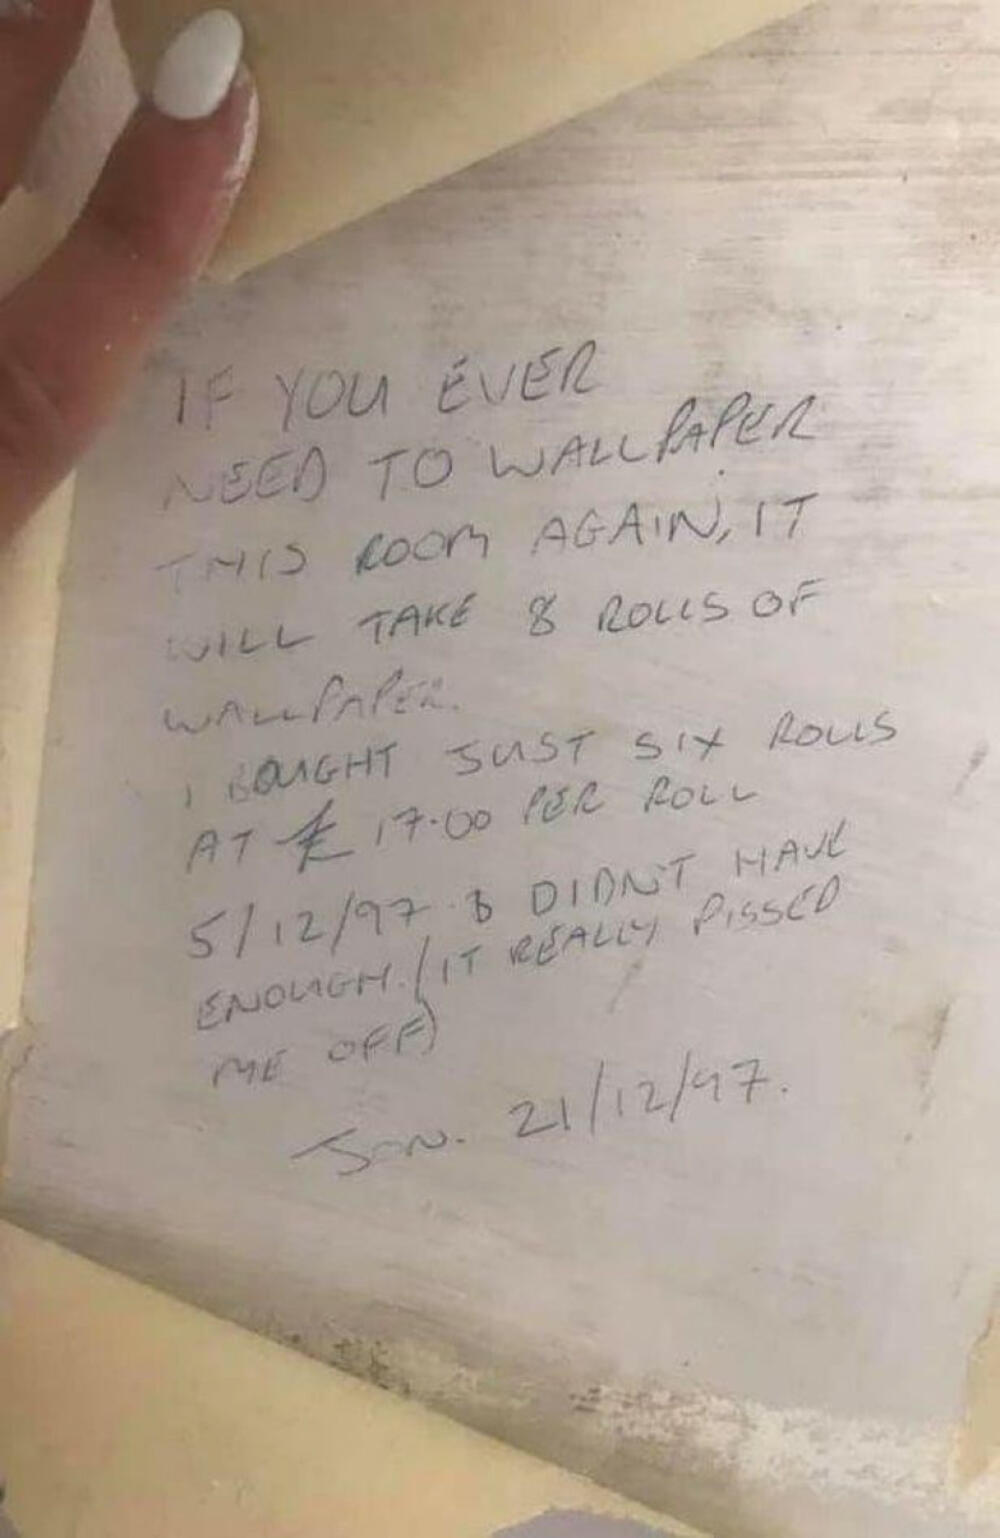 IF YOU EVER
NEED TO WALLPAPER
THIS ROOM AGAIN, IT
WILL TAKE 8 ROLLS OF
WALLPAPER.
I BOUGHT JUST SIX ROLLS
AT £17.00 PER ROLL
5/12/97 & DIDN'T HAVE
ENOUGH. (IT REALLY PISSED
ME OFF)
JON. 21/12/97.